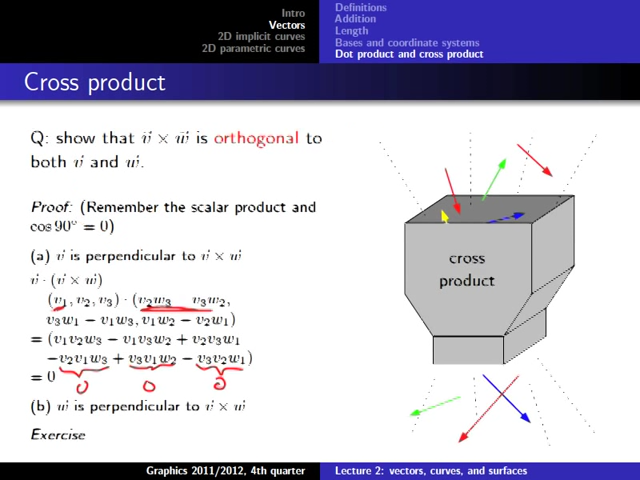 Intro
Vectors
2D implicit curves
2D parametric curves
Definitions
Addition
Length
Bases and coordinate systems
Dot product and cross product
Cross product
Q: show that v⃗ × w⃗ is orthogonal to
both v⃗ and w⃗.
Proof: (Remember the scalar product and
cos 90° = 0)
(a) v⃗ is perpendicular to v⃗ × w⃗
v⃗ · (v⃗ × w⃗)
(v₁, v₂, v₃) · (v₂w₃ v₃w₂,
v₃w₁ − v₁w₃, v₁w₂ − v₂w₁)
= (v₁v₂w₃ − v₁v₃w₂ + v₂v₃w₁
−v₂v₁w₃ + v₃v₁w₂ − v₃v₂w₁)
= 0
0 0 0
(b) w⃗ is perpendicular to v⃗ × w⃗
Exercise
cross
product
Graphics 2011/2012, 4th quarter
Lecture 2: vectors, curves, and surfaces